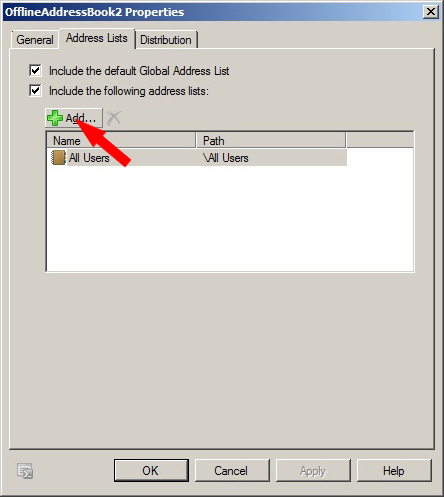 OfflineAddressBook2 Properties
General Address Lists Distribution
Include the default Global Address List
Include the following address lists:
Add...
Name Path
All Users \All Users
OK Cancel Apply Help